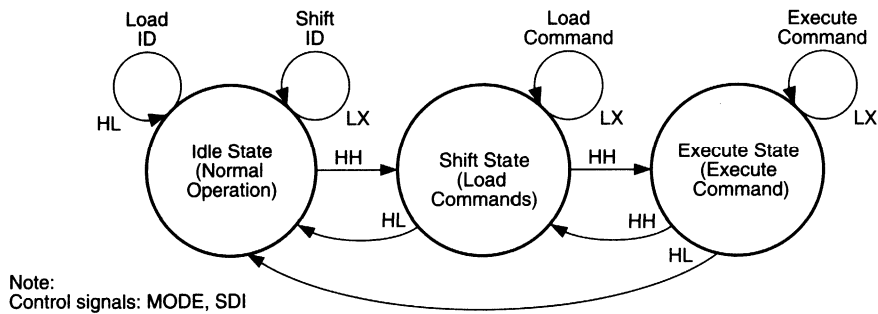 Load
ID
Shift
ID
Load
Command
Execute
Command
HL
LX
LX
LX
Idle State
(Normal
Operation)
HH
Shift State
(Load
Commands)
HH
Execute State
(Execute
Command)
HL
HH
HL
Note:
Control signals: MODE, SDI